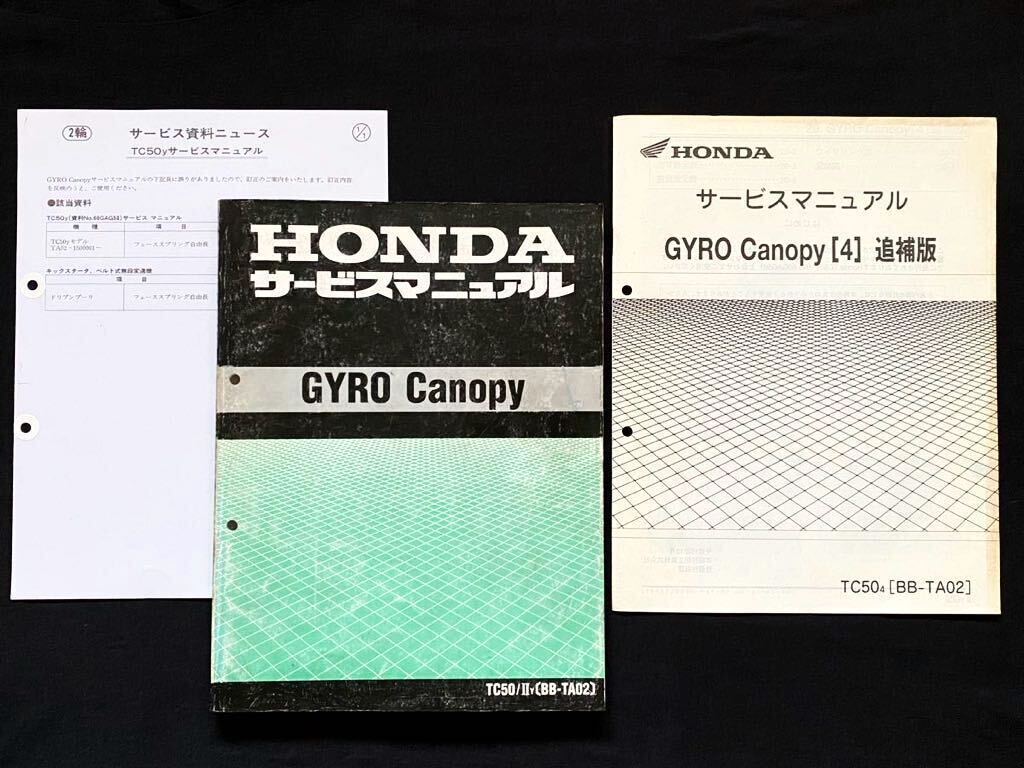 2輪
サービス資料ニュース
1/1
TC50yサービスマニュアル
GYRO Canopyサービスマニュアルの下記表に誤りがありましたので、訂正のご案内をいたします。訂正内容
を反映のうえ、ご使用ください。
●該当資料
TC50y(資料No.60GAG50)サービス マニュアル
機 種 項 目
TC50yモデル フェーススプリング自由長
TA02-1500001~
キックスタータ、ベルト式無段変速機
項 目
ドリブンプーリ フェーススプリング自由長
HONDA
サービスマニュアル
GYRO Canopy
TC50/ⅡY(BB-TA02)
HONDA
サービスマニュアル
GYRO Canopy[4] 追補版
TC504[BB-TA02]